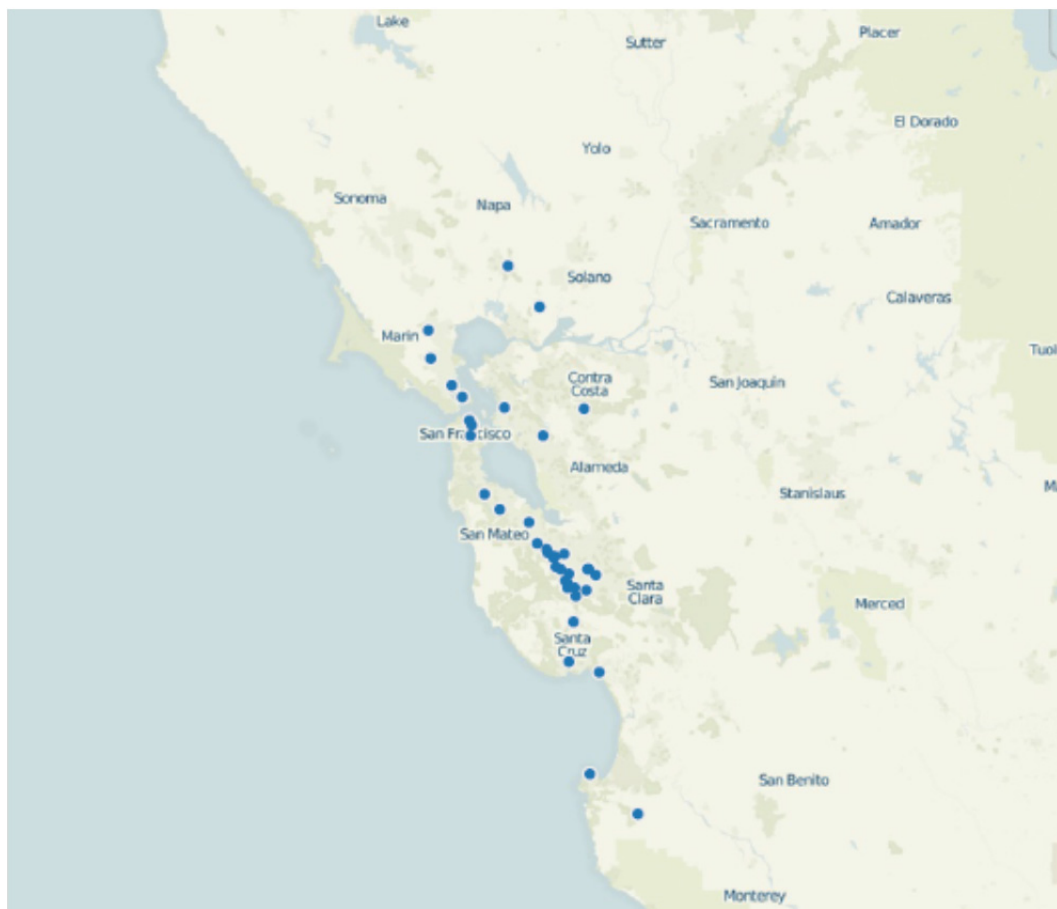 Lake
Placer
Sutter
El Dorado
Yolo
Sonoma
Napa
Sacramento
Amador
Solano
Calaveras
Marin
Contra
Costa
San Joaquin
San Francisco
Alameda
Stanislaus
San Mateo
Santa
Clara
Merced
Santa
Cruz
San Benito
Monterey